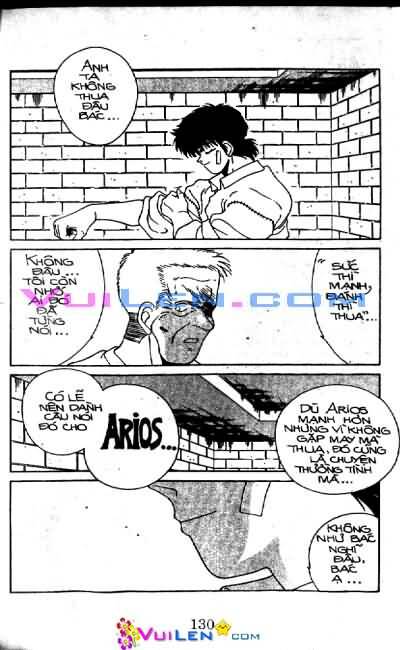 ANH
TA
KHÔNG
THUA
ĐÂU
BÁC...
KHÔNG
ĐÂU...
TÔI CÒN
NHỚ
AI ĐÓ
ĐÃ
TỪNG
NÓI...
"SUẾ
THÌ
MẠNH,
ĐÁNH
THÌ
THUA"...
VuiLen.com
CÓ LẼ
NÊN DÀNH
CÂU NÓI
ĐÓ CHO
ARIOS...
DÙ ARIOS
MẠNH HƠN
NHƯNG VÌ KHÔNG
GẶP MAY MÀ
THUA, ĐÓ CŨNG
LÀ CHUYỆN
THƯỜNG TÌNH
MÀ...
KHÔNG
NHƯ BÁC
NGHĨ
ĐÂU,
BÁC
Ạ...
130
VuiLen.com